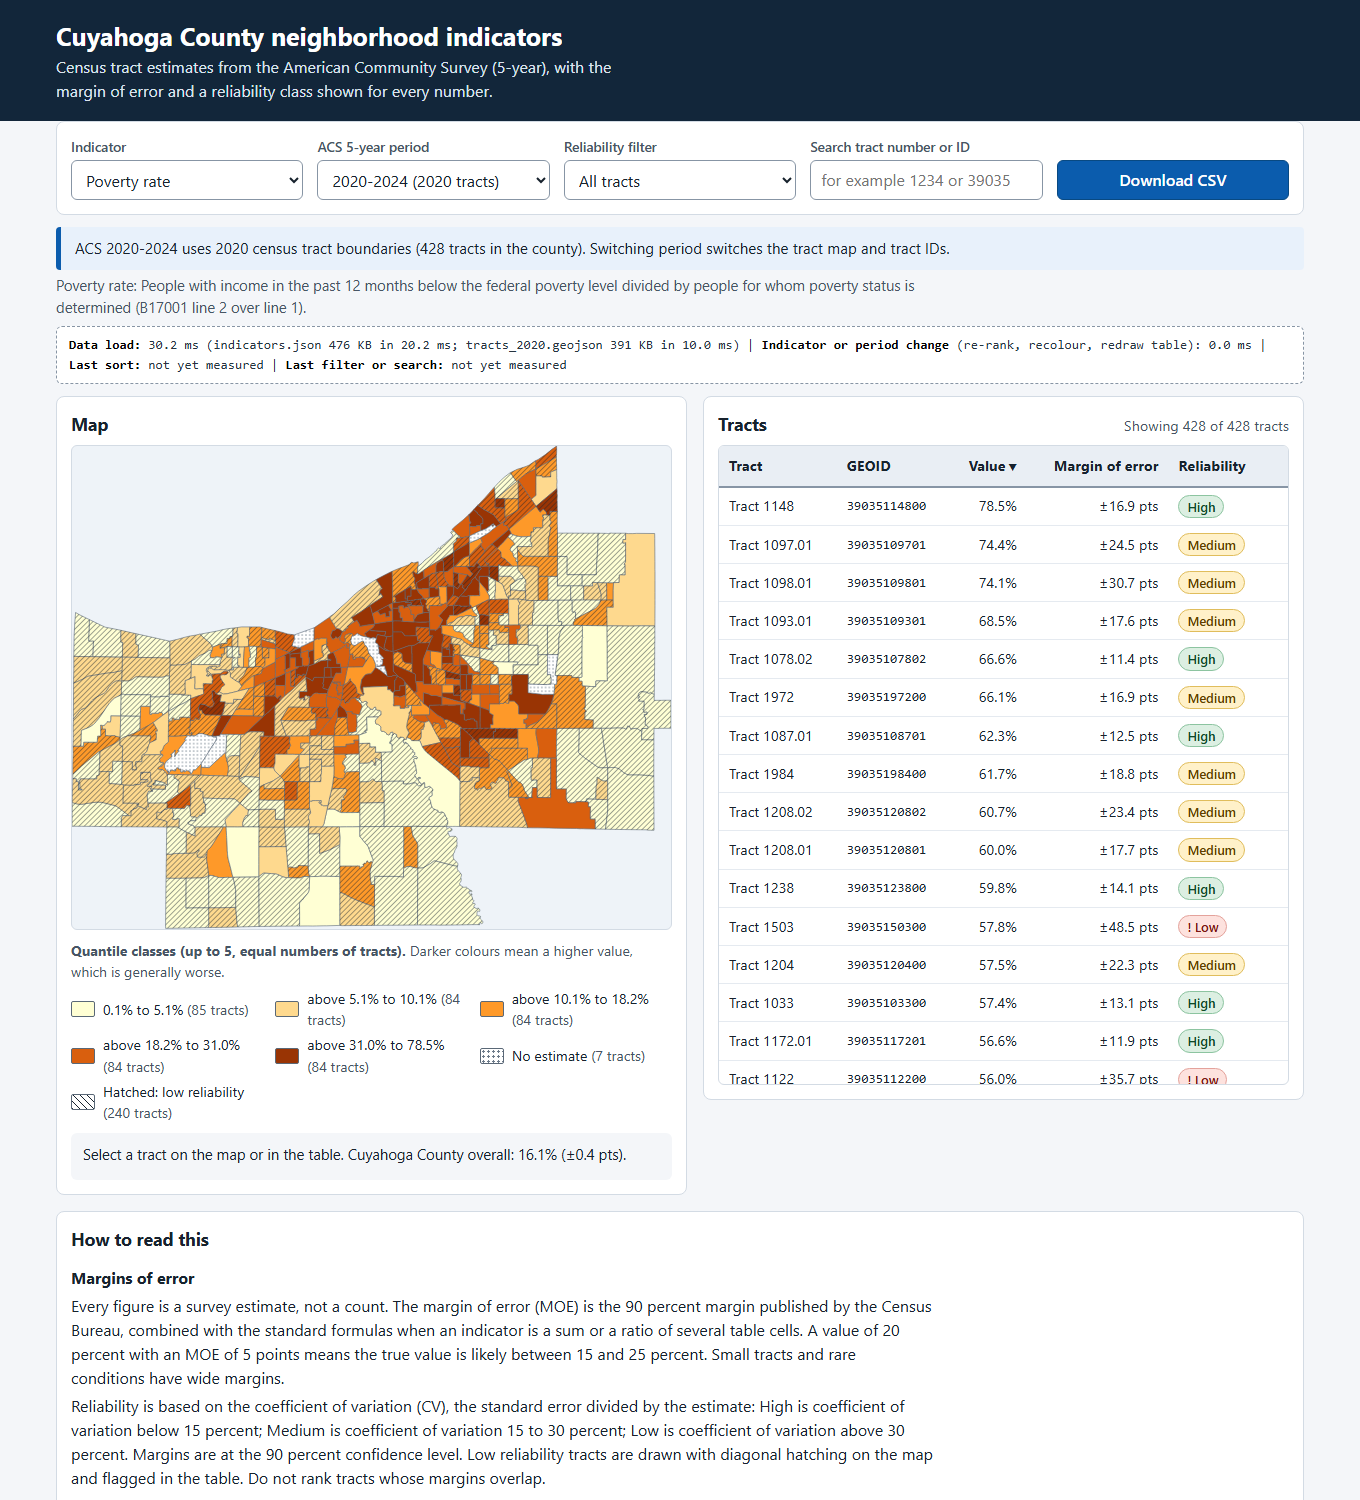 Cuyahoga County neighborhood indicators
Census tract estimates from the American Community Survey (5-year), with the
margin of error and a reliability class shown for every number.
Indicator
ACS 5-year period
Reliability filter
Search tract number or ID
Poverty rate
2020-2024 (2020 tracts)
All tracts
for example 1234 or 39035
Download CSV
ACS 2020-2024 uses 2020 census tract boundaries (428 tracts in the county). Switching period switches the tract map and tract IDs.
Poverty rate: People with income in the past 12 months below the federal poverty level divided by people for whom poverty status is
determined (B17001 line 2 over line 1).
Data load: 30.2 ms (indicators.json 476 KB in 20.2 ms; tracts_2020.geojson 391 KB in 10.0 ms) | Indicator or period change (re-rank, recolour, redraw table): 0.0 ms |
Last sort: not yet measured | Last filter or search: not yet measured
Map
Quantile classes (up to 5, equal numbers of tracts). Darker colours mean a higher value,
which is generally worse.
0.1% to 5.1% (85 tracts)
above 5.1% to 10.1% (84
tracts)
above 10.1% to 18.2%
(84 tracts)
above 18.2% to 31.0%
(84 tracts)
above 31.0% to 78.5%
(84 tracts)
No estimate (7 tracts)
Hatched: low reliability
(240 tracts)
Select a tract on the map or in the table. Cuyahoga County overall: 16.1% (±0.4 pts).
Tracts
Showing 428 of 428 tracts
Tract GEOID Value ▼ Margin of error Reliability
Tract 1148 39035114800 78.5% ±16.9 pts High
Tract 1097.01 39035109701 74.4% ±24.5 pts Medium
Tract 1098.01 39035109801 74.1% ±30.7 pts Medium
Tract 1093.01 39035109301 68.5% ±17.6 pts Medium
Tract 1078.02 39035107802 66.6% ±11.4 pts High
Tract 1972 39035197200 66.1% ±16.9 pts Medium
Tract 1087.01 39035108701 62.3% ±12.5 pts High
Tract 1984 39035198400 61.7% ±18.8 pts Medium
Tract 1208.02 39035120802 60.7% ±23.4 pts Medium
Tract 1208.01 39035120801 60.0% ±17.7 pts Medium
Tract 1238 39035123800 59.8% ±14.1 pts High
Tract 1503 39035150300 57.8% ±48.5 pts ! Low
Tract 1204 39035120400 57.5% ±22.3 pts Medium
Tract 1033 39035103300 57.4% ±13.1 pts High
Tract 1172.01 39035117201 56.6% ±11.9 pts High
Tract 1122 39035112200 56.0% ±35.7 pts ! Low
How to read this
Margins of error
Every figure is a survey estimate, not a count. The margin of error (MOE) is the 90 percent margin published by the Census
Bureau, combined with the standard formulas when an indicator is a sum or a ratio of several table cells. A value of 20
percent with an MOE of 5 points means the true value is likely between 15 and 25 percent. Small tracts and rare
conditions have wide margins.
Reliability is based on the coefficient of variation (CV), the standard error divided by the estimate: High is coefficient of
variation below 15 percent; Medium is coefficient of variation 15 to 30 percent; Low is coefficient of variation above 30
percent. Margins are at the 90 percent confidence level. Low reliability tracts are drawn with diagonal hatching on the map
and flagged in the table. Do not rank tracts whose margins overlap.